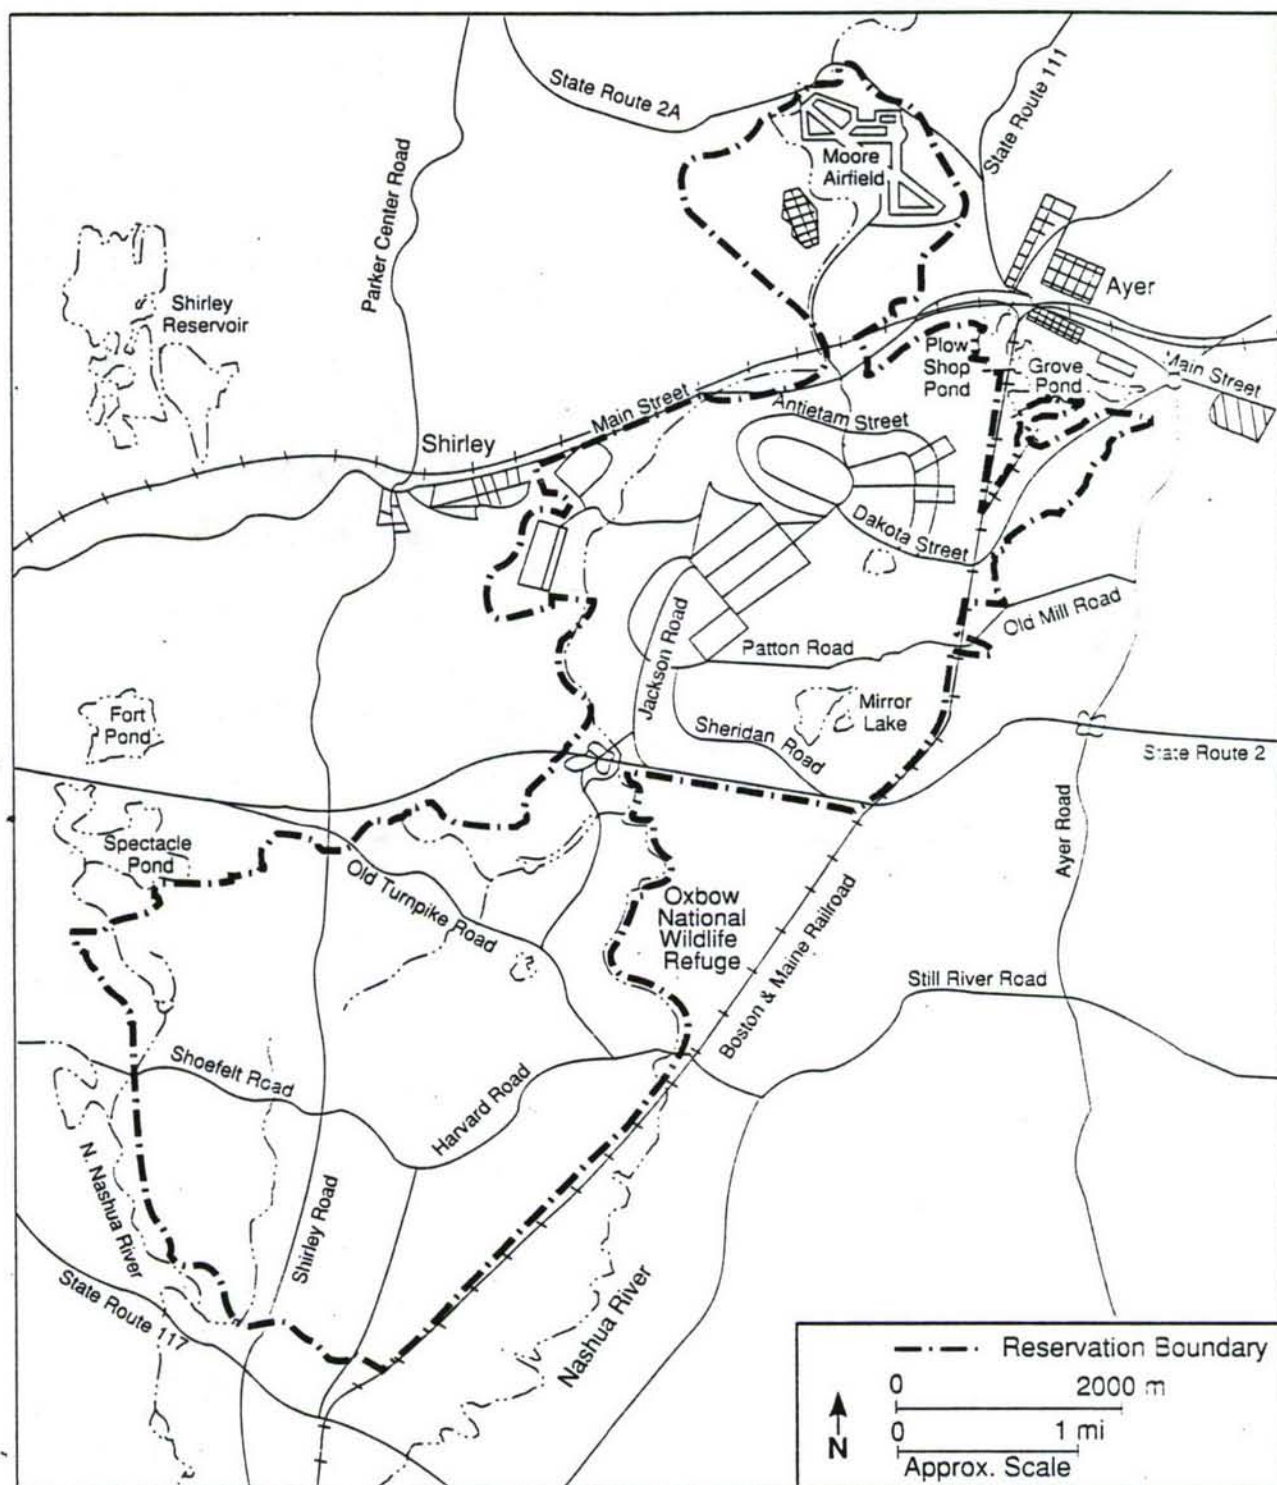 State Route 2A
State Route 111
Parker Center Road
Moore
Airfield
Shirley
Reservoir
Ayer
Plow
Shop
Pond
Grove
Pond
Main Street
Main Street
Antietam Street
Shirley
Dakota Street
Old Mill Road
Jackson Road
Patton Road
Fort
Pond
Mirror
Lake
Sheridan Road
State Route 2
Spectacle
Pond
Old Turnpike Road
Ayer Road
Oxbow
National
Wildlife
Refuge
Boston & Maine Railroad
Still River Road
Shoefelt Road
Harvard Road
N. Nashua River
Shirley Road
State Route 117
Nashua River
Reservation Boundary
0 2000 m
0 1 mi
N
Approx. Scale